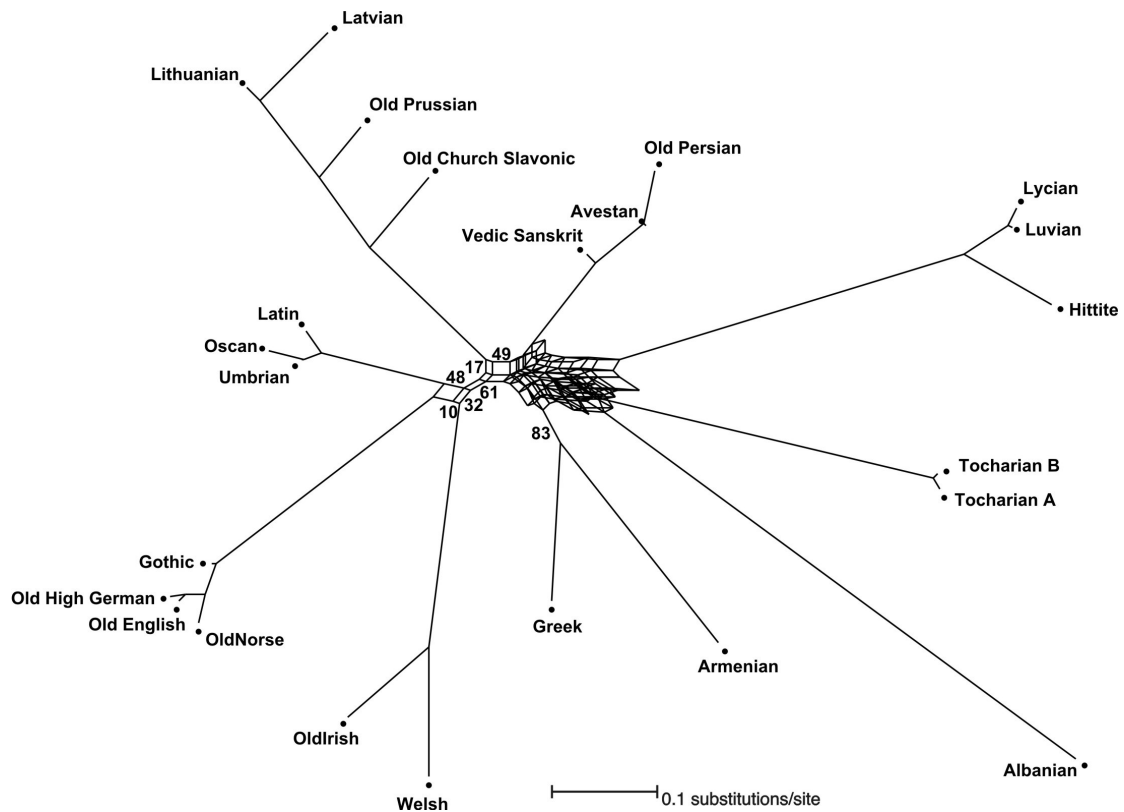 Latvian
Lithuanian
Old Prussian
Old Church Slavonic
Old Persian
Avestan
Vedic Sanskrit
Lycian
Luvian
Hittite
Latin
Oscan
Umbrian
49
17
48
61
32
10
83
Tocharian B
Tocharian A
Gothic
Old High German
Old English
OldNorse
Greek
Armenian
OldIrish
Albanian
Welsh
0.1 substitutions/site